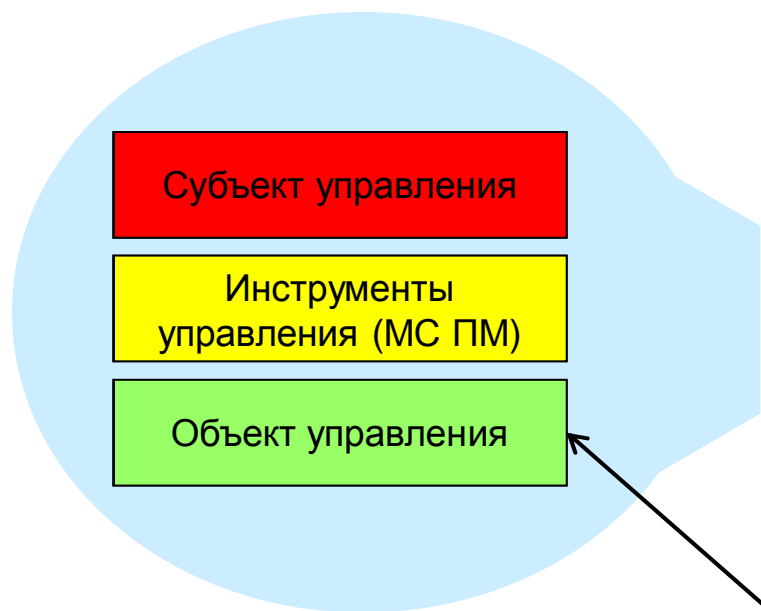 Субъект управления
Инструменты
управления (МС ПМ)
Объект управления